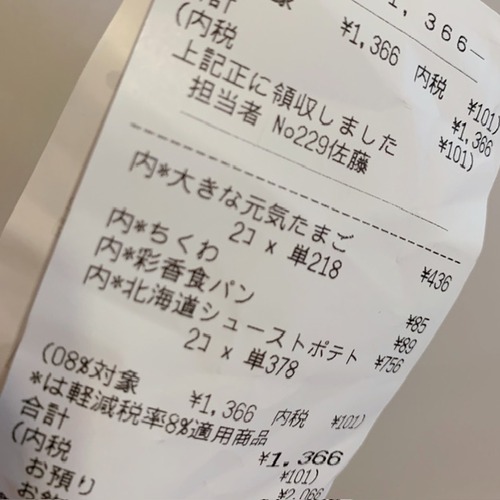 1,366-
合計 ¥1,366 内税 ¥101)
(内税 ¥1,366
¥101)
上記正に領収しました
担当者 No229佐藤
内*大きな元気たまご
2コ x 単218 ¥436
内*ちくわ ¥85
内*彩香食パン ¥89
内*北海道シューストポテト ¥756
2コ x 単378
(08%対象 ¥1,366 内税 ¥101)
*は軽減税率8%適用商品
合計 ¥1,366
(内税 ¥101)
お預り ¥2,066